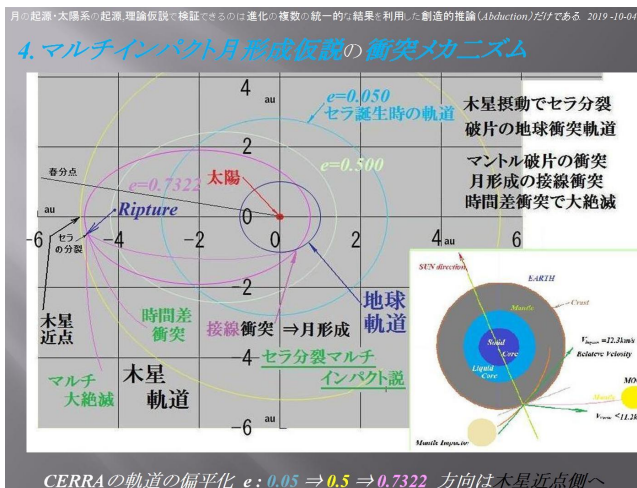 月の起源・太陽系の起源,理論仮説で検証できるのは進化の複数の統一的な結果を利用した創造的推論(Abduction)だけである. 2019 -10-04
4.マルチインパクト月形成仮説の衝突メカニズム
4
au
e=0.050
セラ誕生時の軌道
木星摂動でセラ分裂
破片の地球衝突軌道
2
e=0.500
マントル破片の衝突
月形成の接線衝突
時間差衝突で大絶滅
春分点
e=0.7322
太陽
au
Ripture
0
-6
-4
-2
0
2
4
au
6
セラ
の分裂
SUN direction
EARTH
Mantle
Crust
Solid
Core
Liquid
Core
-2
地球
軌道
木星
近点
時間差
衝突
接線衝突 ⇒月形成
マルチ
大絶滅
木星
軌道
セラ分裂マルチ
インパクト説
-4
-6
au
=12.3km/s
Relative Velocity
MO
<11.2k
Mantle Impactor
CERRAの軌道の偏平化 e : 0.05 ⇒0.5 ⇒0.7322 方向は木星近点側へ